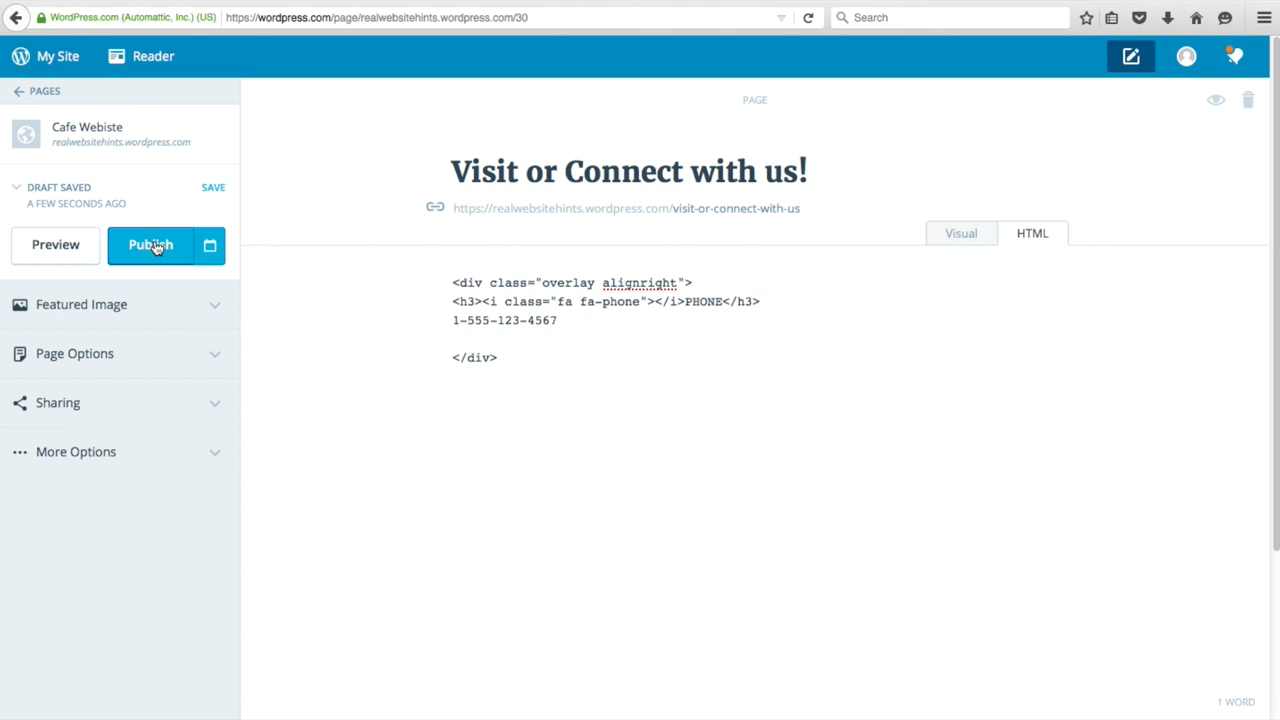 WordPress.com (Automattic, Inc.) (US)
https://wordpress.com/page/realwebsitehints.wordpress.com/30
Search
My Site
Reader
PAGES
Cafe Webiste
realwebsitehints.wordpress.com
DRAFT SAVED
SAVE
A FEW SECONDS AGO
Preview
Publish
Featured Image
Page Options
Sharing
More Options
PAGE
Visit or Connect with us!
https://realwebsitehints.wordpress.com/visit-or-connect-with-us
Visual
HTML
<div class="overlay alignright">
<h3><i class="fa fa-phone"></i>PHONE</h3>
1-555-123-4567
</div>
1 WORD